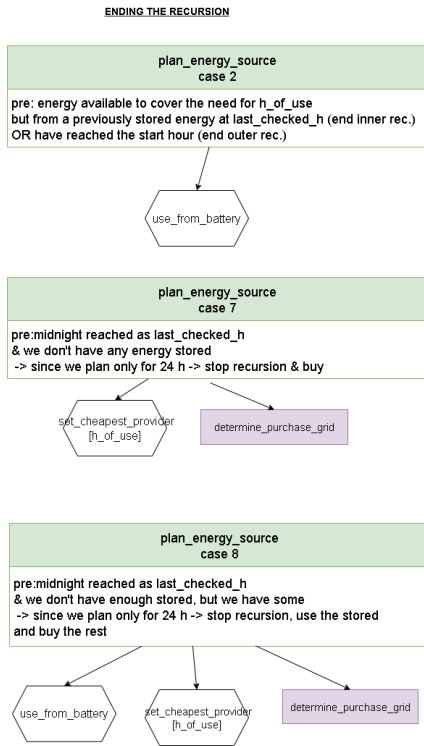 ENDING THE RECURSION
plan_energy_source
case 2
pre: energy available to cover the need for h_of_use
but from a previously stored energy at last_checked_h (end inner rec.)
OR have reached the start hour (end outer rec.)
use_from_battery
plan_energy_source
case 7
pre:midnight reached as last_checked_h
& we don't have any energy stored
-> since we plan only for 24 h -> stop recursion & buy
set_cheapest_provider
[h_of_use]
determine_purchase_grid
plan_energy_source
case 8
pre:midnight reached as last_checked_h
& we don't have enough stored, but we have some
-> since we plan only for 24 h -> stop recursion, use the stored
and buy the rest
use_from_battery
set_cheapest_provider
[h_of_use]
determine_purchase_grid